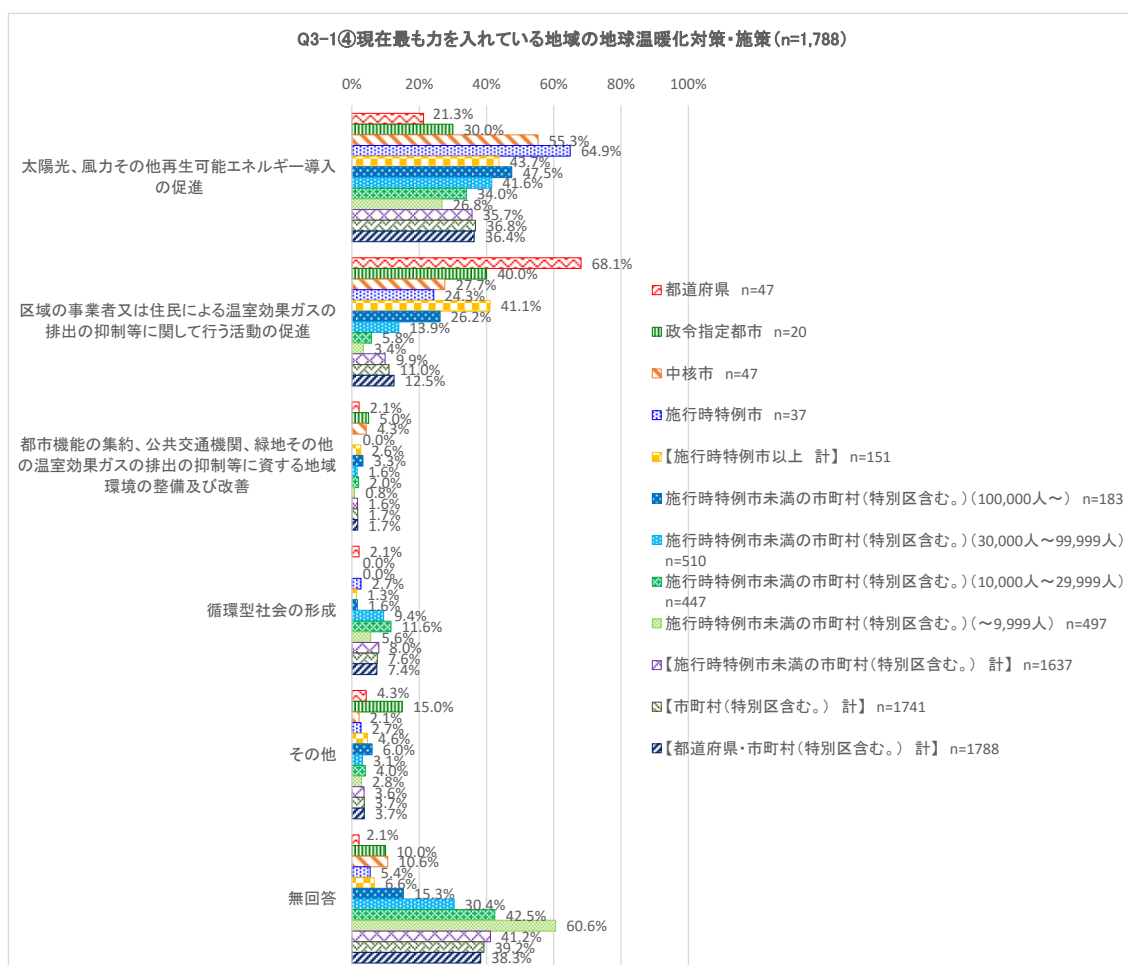 Q3-1④現在最も力を入れている地域の地球温暖化対策・施策(n=1,788)
0% 20% 40% 60% 80% 100%
太陽光、風力その他再生可能エネルギー導入
の促進
21.3%
30.0%
55.3%
64.9%
43.7%
47.5%
41.6%
34.0%
26.8%
35.7%
36.8%
36.4%
区域の事業者又は住民による温室効果ガスの
排出の抑制等に関して行う活動の促進
68.1%
40.0%
27.7%
24.3%
41.1%
26.2%
13.9%
5.8%
3.4%
9.9%
11.0%
12.5%
都市機能の集約、公共交通機関、緑地その他
の温室効果ガスの排出の抑制等に資する地域
環境の整備及び改善
2.1%
5.0%
4.3%
0.0%
2.6%
3.3%
1.6%
2.0%
0.8%
1.6%
1.7%
1.7%
循環型社会の形成
2.1%
0.0%
0.0%
2.7%
1.3%
1.6%
9.4%
11.6%
5.6%
8.0%
7.6%
7.4%
その他
4.3%
15.0%
2.1%
2.7%
4.6%
6.0%
3.1%
4.0%
2.8%
3.6%
3.7%
3.7%
無回答
2.1%
10.0%
10.6%
5.4%
6.6%
15.3%
30.4%
42.5%
60.6%
41.2%
39.2%
38.3%
都道府県 n=47
政令指定都市 n=20
中核市 n=47
施行時特例市 n=37
【施行時特例市以上 計】 n=151
施行時特例市未満の市町村(特別区含む。)(100,000人～) n=183
施行時特例市未満の市町村(特別区含む。)(30,000人～99,999人)
n=510
施行時特例市未満の市町村(特別区含む。)(10,000人～29,999人)
n=447
施行時特例市未満の市町村(特別区含む。)(～9,999人) n=497
【施行時特例市未満の市町村(特別区含む。) 計】 n=1637
【市町村(特別区含む。) 計】 n=1741
【都道府県・市町村(特別区含む。) 計】 n=1788